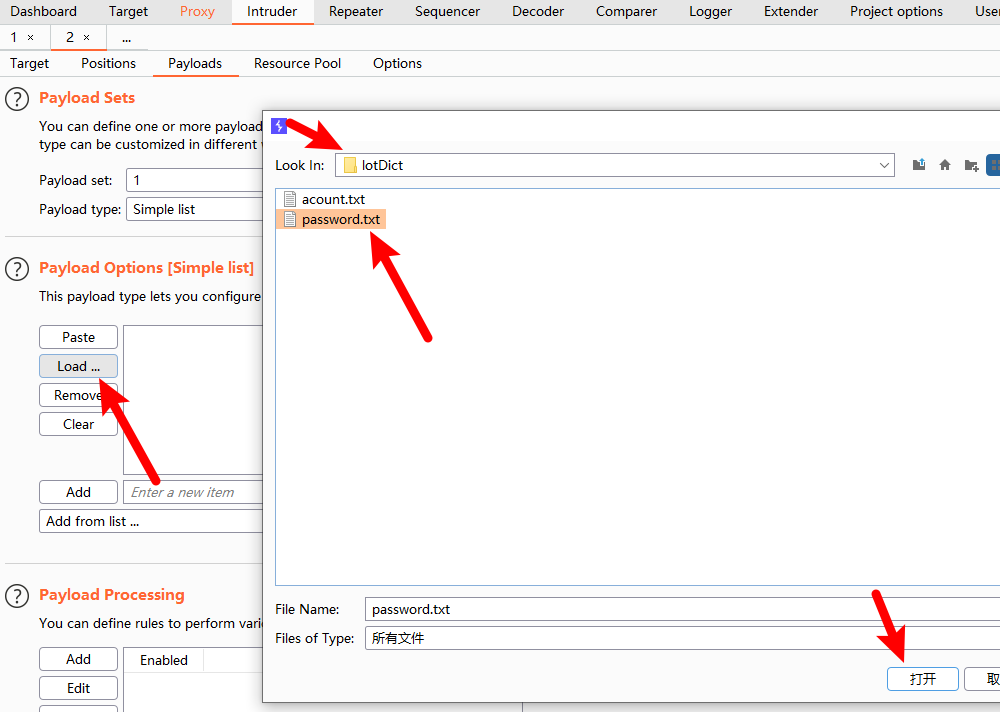 Dashboard Target Proxy Intruder Repeater Sequencer Decoder Comparer Logger Extender Project options User
1 × 2 × ...
Target Positions Payloads Resource Pool Options
? Payload Sets
You can define one or more payload
type can be customized in different
Payload set: 1
Payload type: Simple list
? Payload Options [Simple list]
This payload type lets you configure
Paste
Load ...
Remove
Clear
Add Enter a new item
Add from list ...
? Payload Processing
You can define rules to perform vari
Add Enabled
Edit
Look In: lotDict
acount.txt
password.txt
File Name: password.txt
Files of Type: 所有文件
打开 取